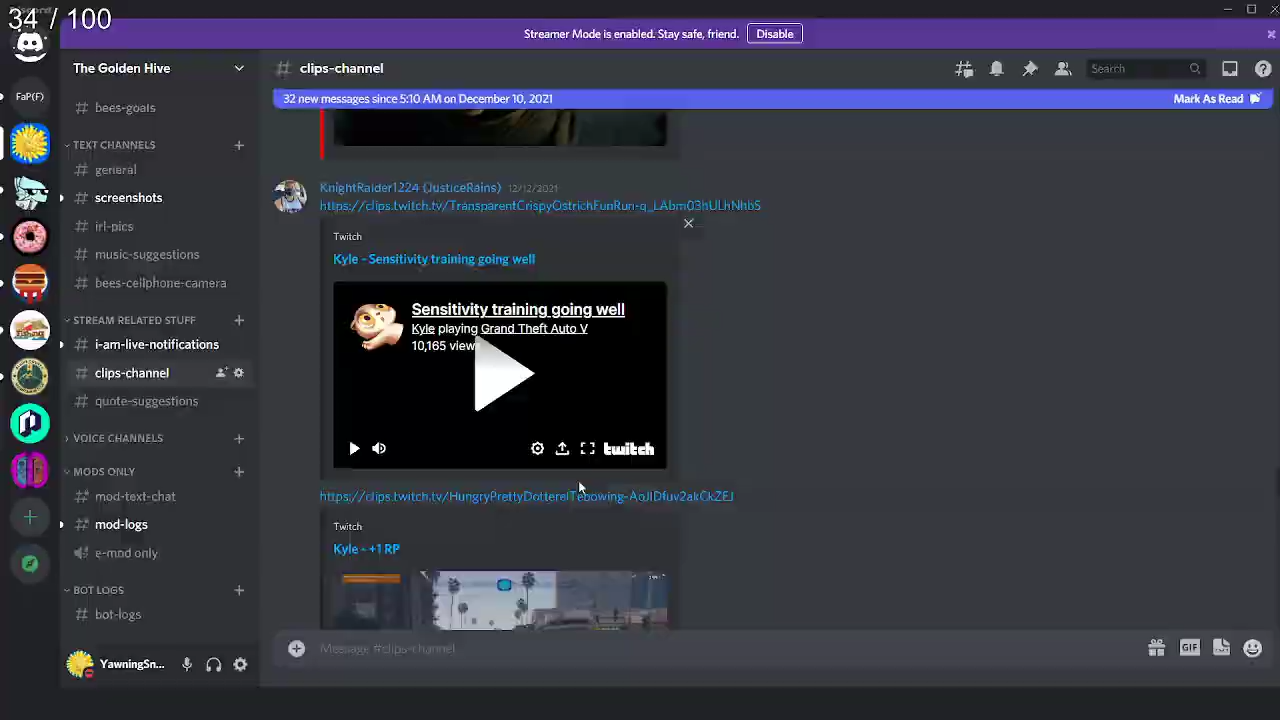 34 / 100
Streamer Mode is enabled. Stay safe, friend. Disable
The Golden Hive
clips-channel
Search
32 new messages since 5:10 AM on December 10, 2021
Mark As Read
FaP(F)
bees-goals
TEXT CHANNELS
general
screenshots
irl-pics
music-suggestions
bees-cellphone-camera
STREAM RELATED STUFF
i-am-live-notifications
clips-channel
quote-suggestions
VOICE CHANNELS
MODS ONLY
mod-text-chat
mod-logs
e-mod only
BOT LOGS
bot-logs
YawningSn...
KnightRaider1224 (JusticeRains) 12/12/2021
https://clips.twitch.tv/TransparentCrispyOstrichFunRun-q_LAbm03hULhNhbS
Twitch
Kyle - Sensitivity training going well
Sensitivity training going well
Kyle playing Grand Theft Auto V
10,165 views
twitch
https://clips.twitch.tv/HungryPrettyDotterelTebowing-AoJIDfuv2akCkZEJ
Twitch
Kyle - +1 RP
Message #clips-channel
GIF